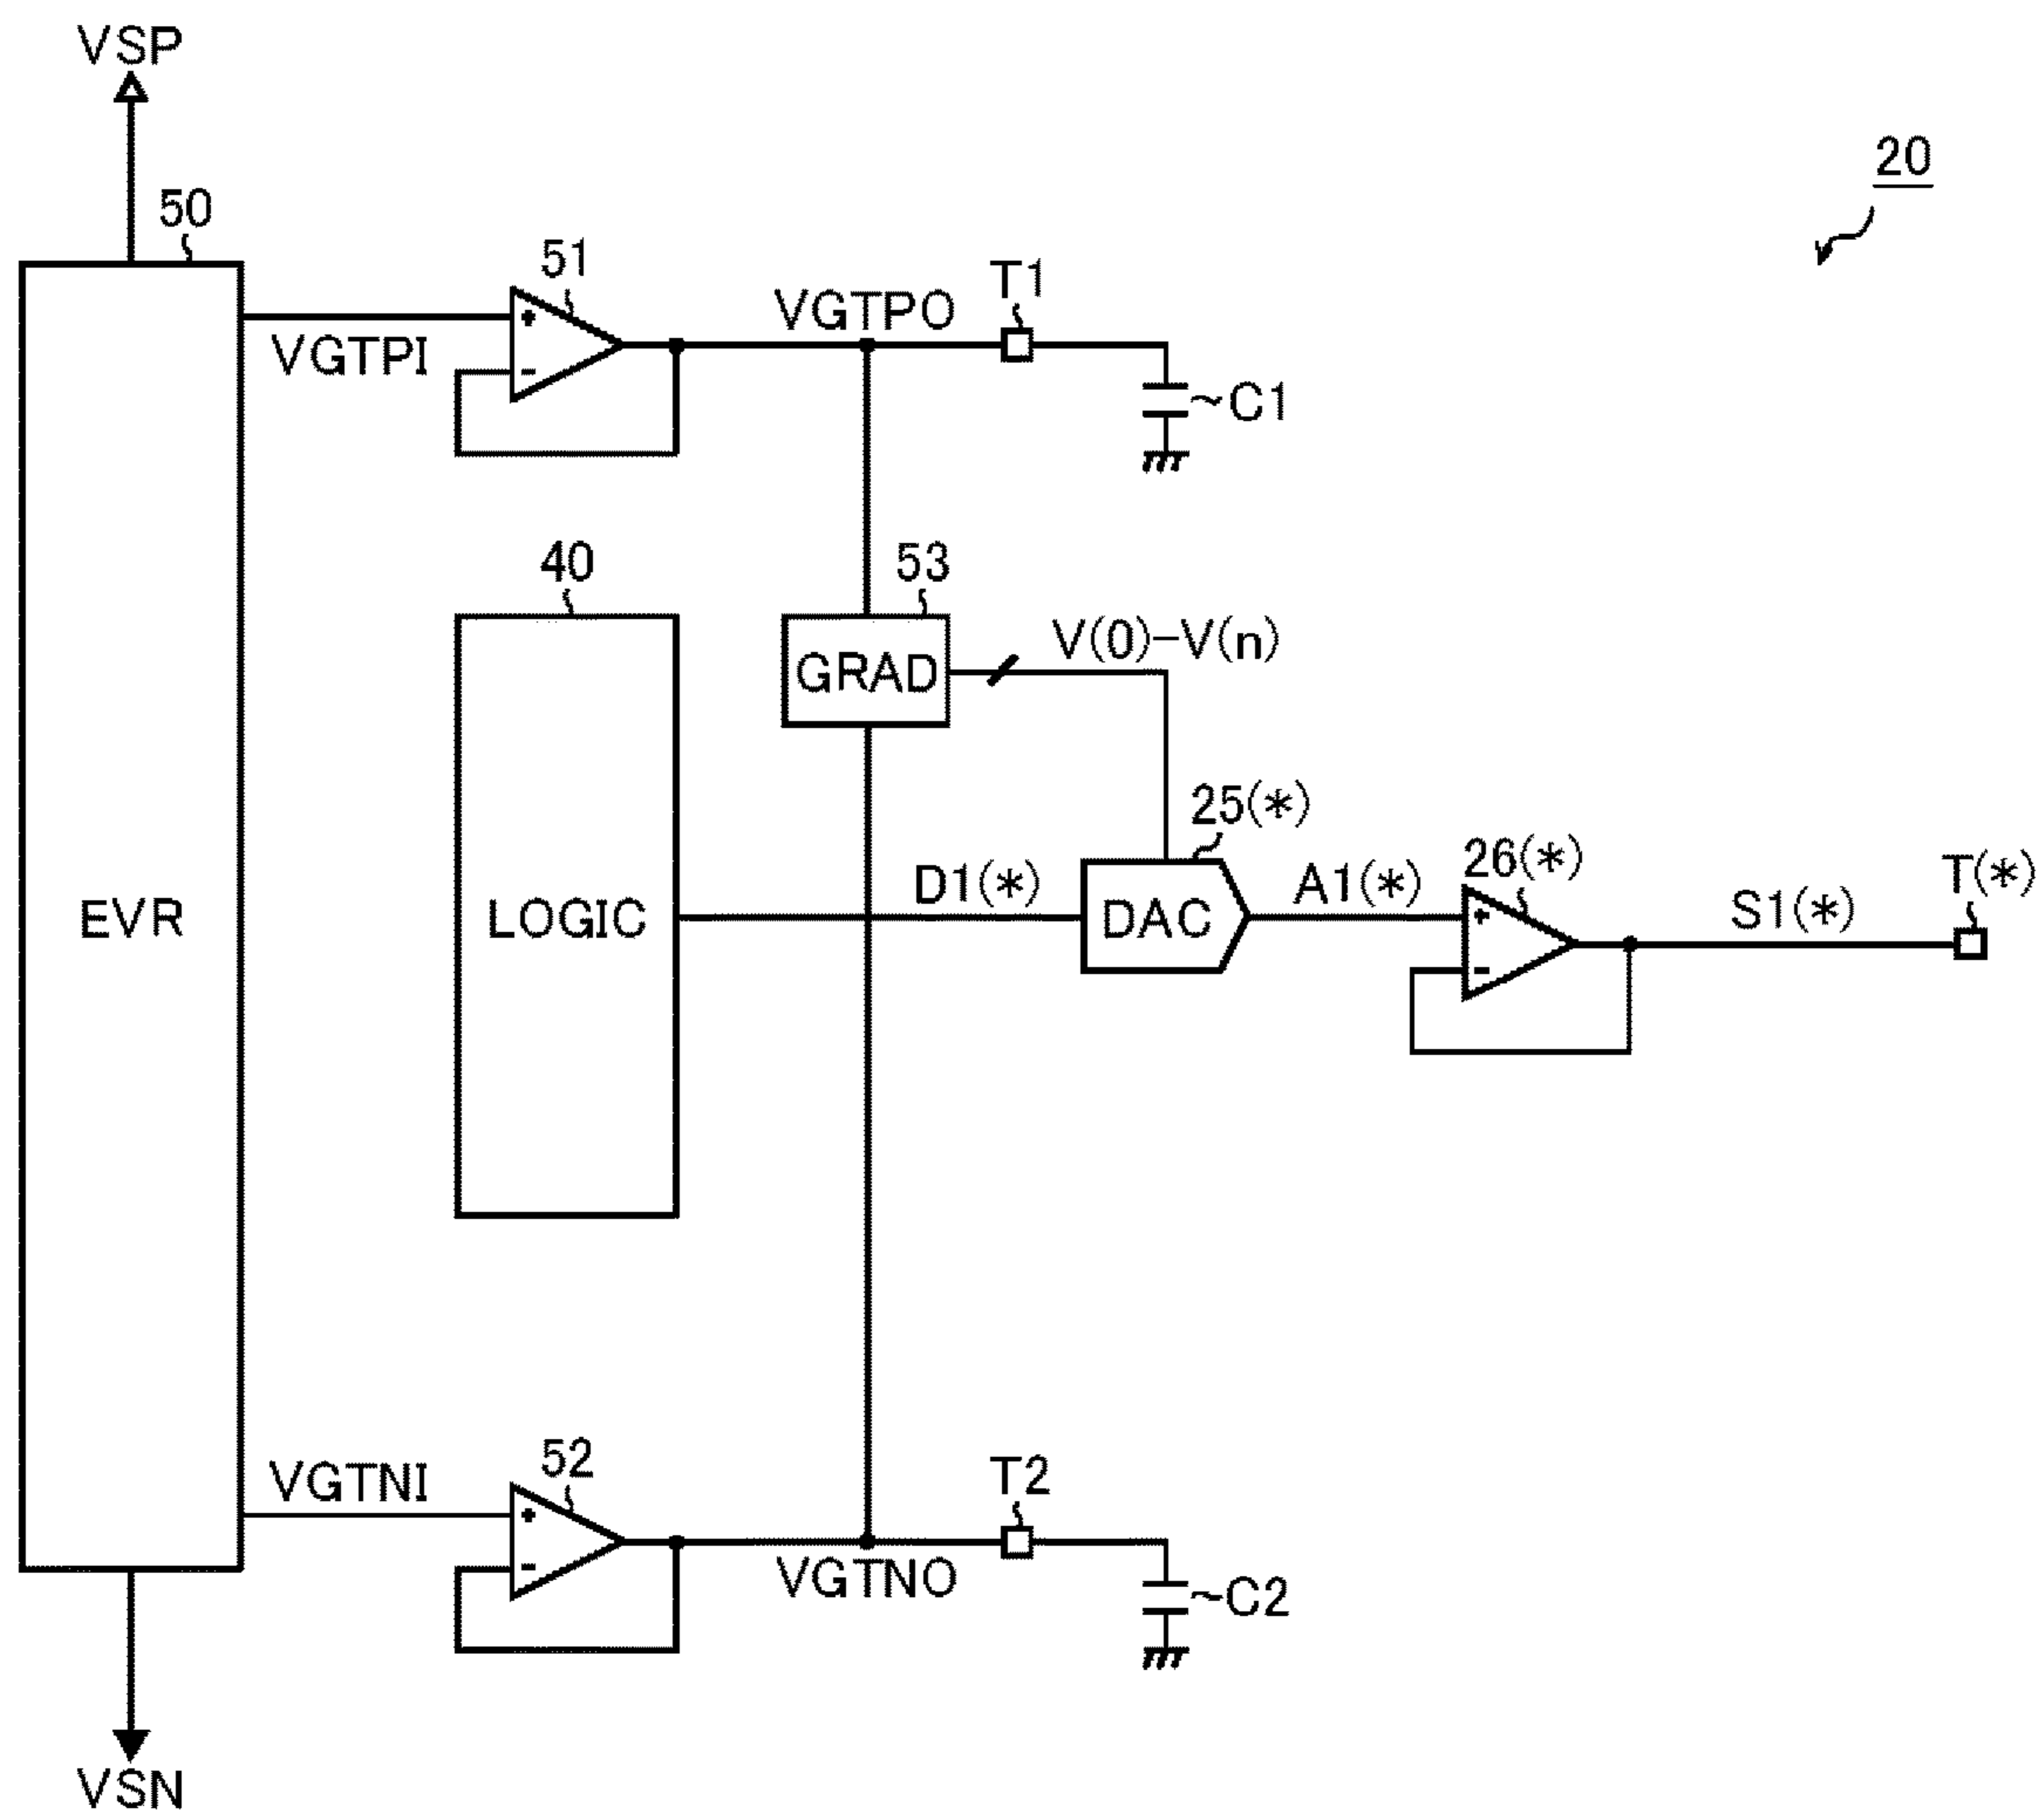 VSP
20
50
51
VGTPO
T1
VGTPI
~C1
40
53
V(0)-V(n)
GRAD
25(*)
26(*)
T(*)
D1(*)
A1(*)
S1(*)
EVR
LOGIC
DAC
VGTNI
52
T2
VGTNO
~C2
VSN